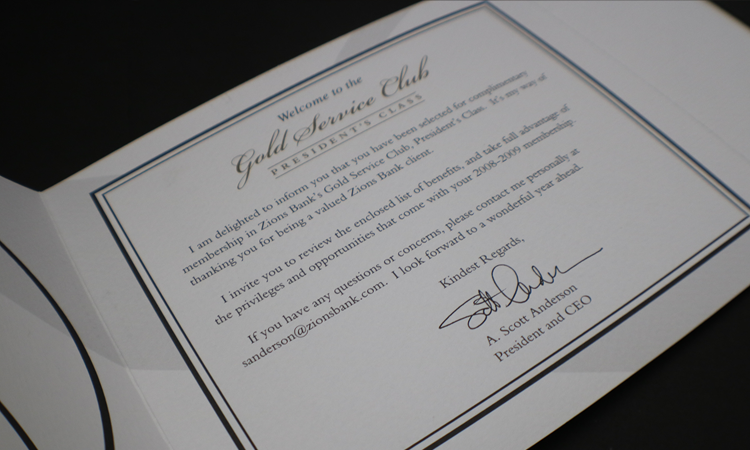 Welcome to the
Gold Service Club
PRESIDENT'S CLASS
I am delighted to inform you that you have been selected for complimentary
membership in Zions Bank's Gold Service Club, President's Class. It's my way of
thanking you for being a valued Zions Bank client.
I invite you to review the enclosed list of benefits, and take full advantage of
the privileges and opportunities that come with your 2008-2009 membership.
If you have any questions or concerns, please contact me personally at
sanderson@zionsbank.com. I look forward to a wonderful year ahead.
Kindest Regards,
Scott Anderson
A. Scott Anderson
President and CEO